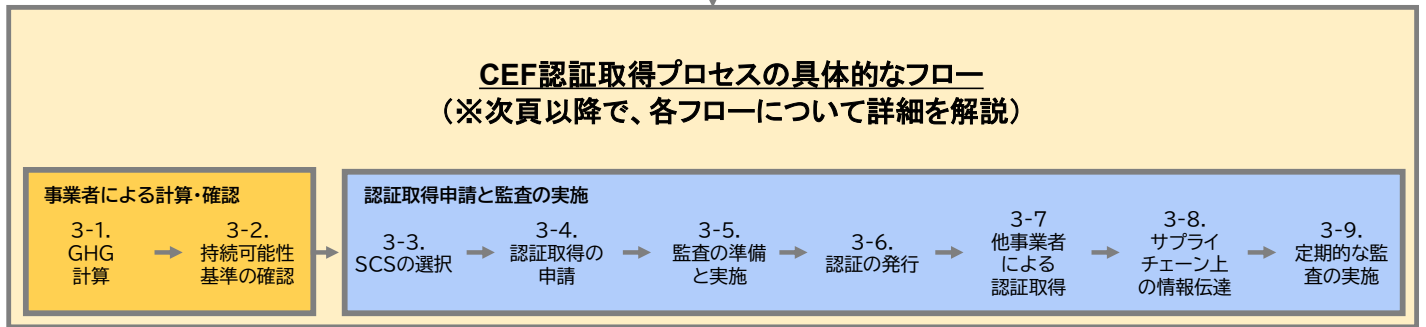 CEF認証取得プロセスの具体的なフロー
（※次頁以降で、各フローについて詳細を解説）
事業者による計算・確認
3-1.
GHG
計算
3-2.
持続可能性
基準の確認
認証取得申請と監査の実施
3-3.
SCSの選択
3-4.
認証取得の
申請
3-5.
監査の準備
と実施
3-6.
認証の発行
3-7
他事業者
による
認証取得
3-8.
サプライ
チェーン上
の情報伝達
3-9.
定期的な監
査の実施